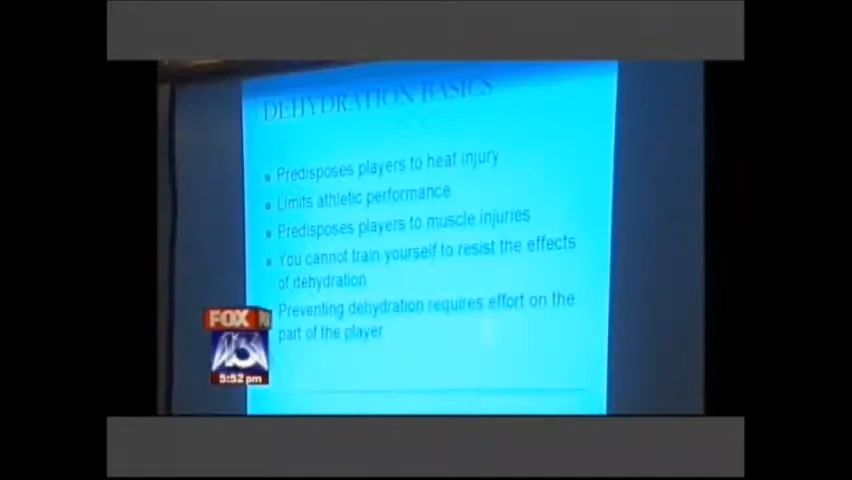 DEHYDRATION BASICS
Predisposes players to heat injury
Limits athletic performance
Predisposes players to muscle injuries
You cannot train yourself to resist the effects
of dehydration
Preventing dehydration requires effort on the
part of the player
FOX
13
5:52 pm